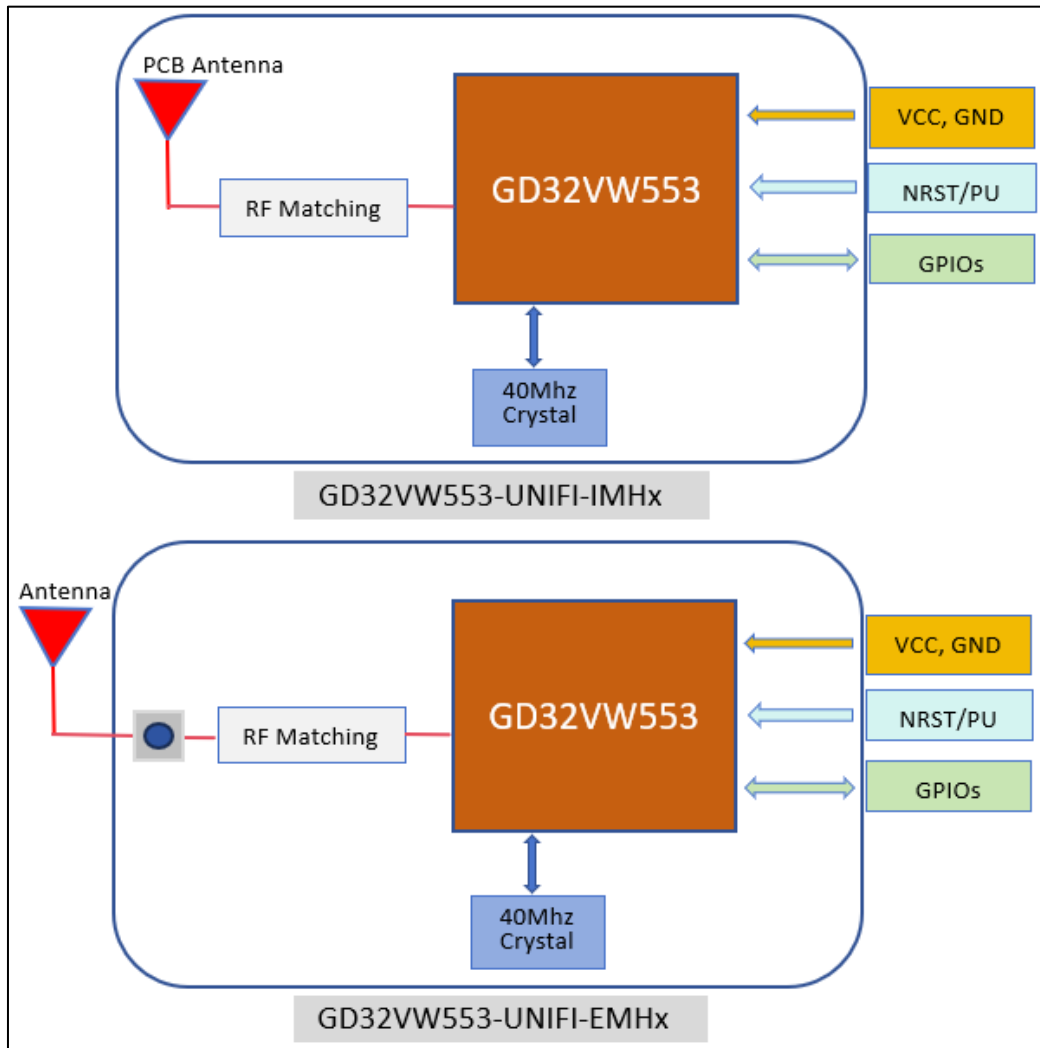 PCB Antenna
GD32VW553
VCC, GND
RF Matching
NRST/PU
GPIOs
40Mhz
Crystal
GD32VW553-UNIFI-IMHx
Antenna
GD32VW553
VCC, GND
RF Matching
NRST/PU
GPIOs
40Mhz
Crystal
GD32VW553-UNIFI-EMHx